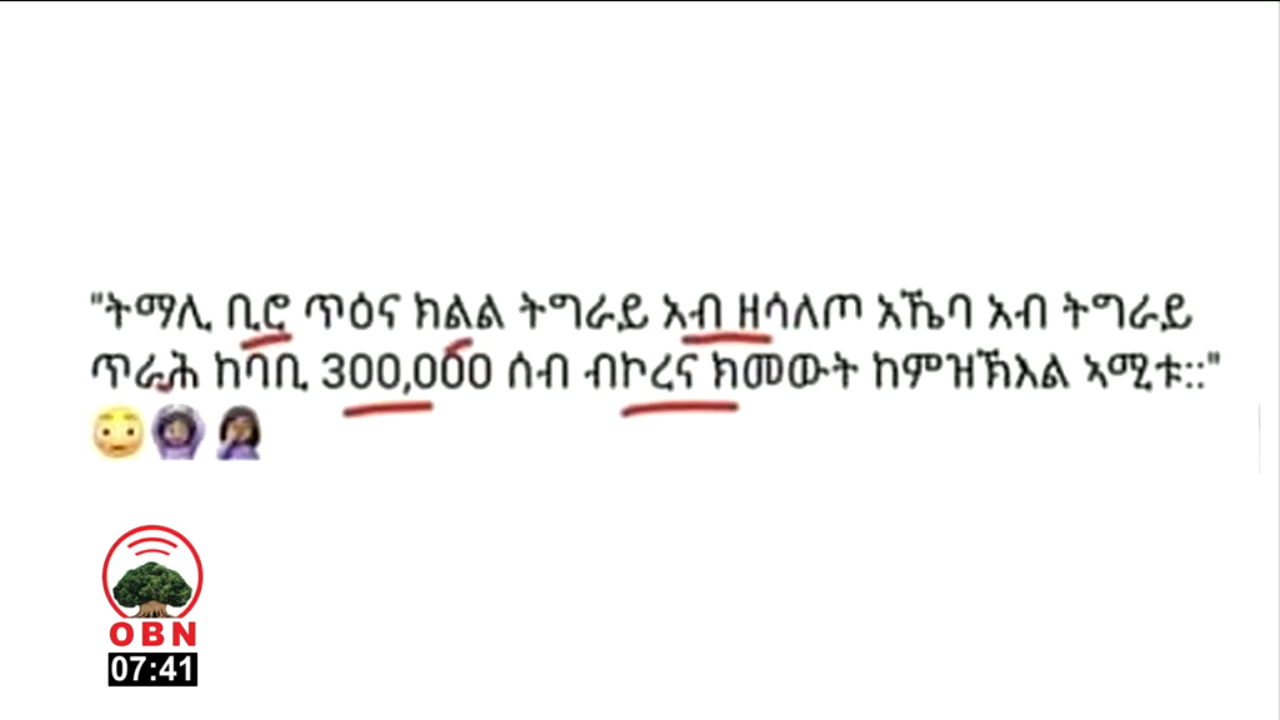 "ትማሊ ቢሮ ጥዕና ክልል ትግራይ አብ ዘሳለጦ አኼባ አብ ትግራይ
ጥራሕ ከባቢ 300,000 ሰብ ብኮረና ክመውት ከምዝኽእል ኣሚቱ::"
OBN
07:41